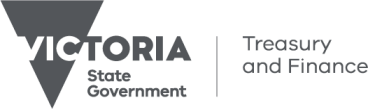 VICTORIA
State
Government
Treasury
and Finance